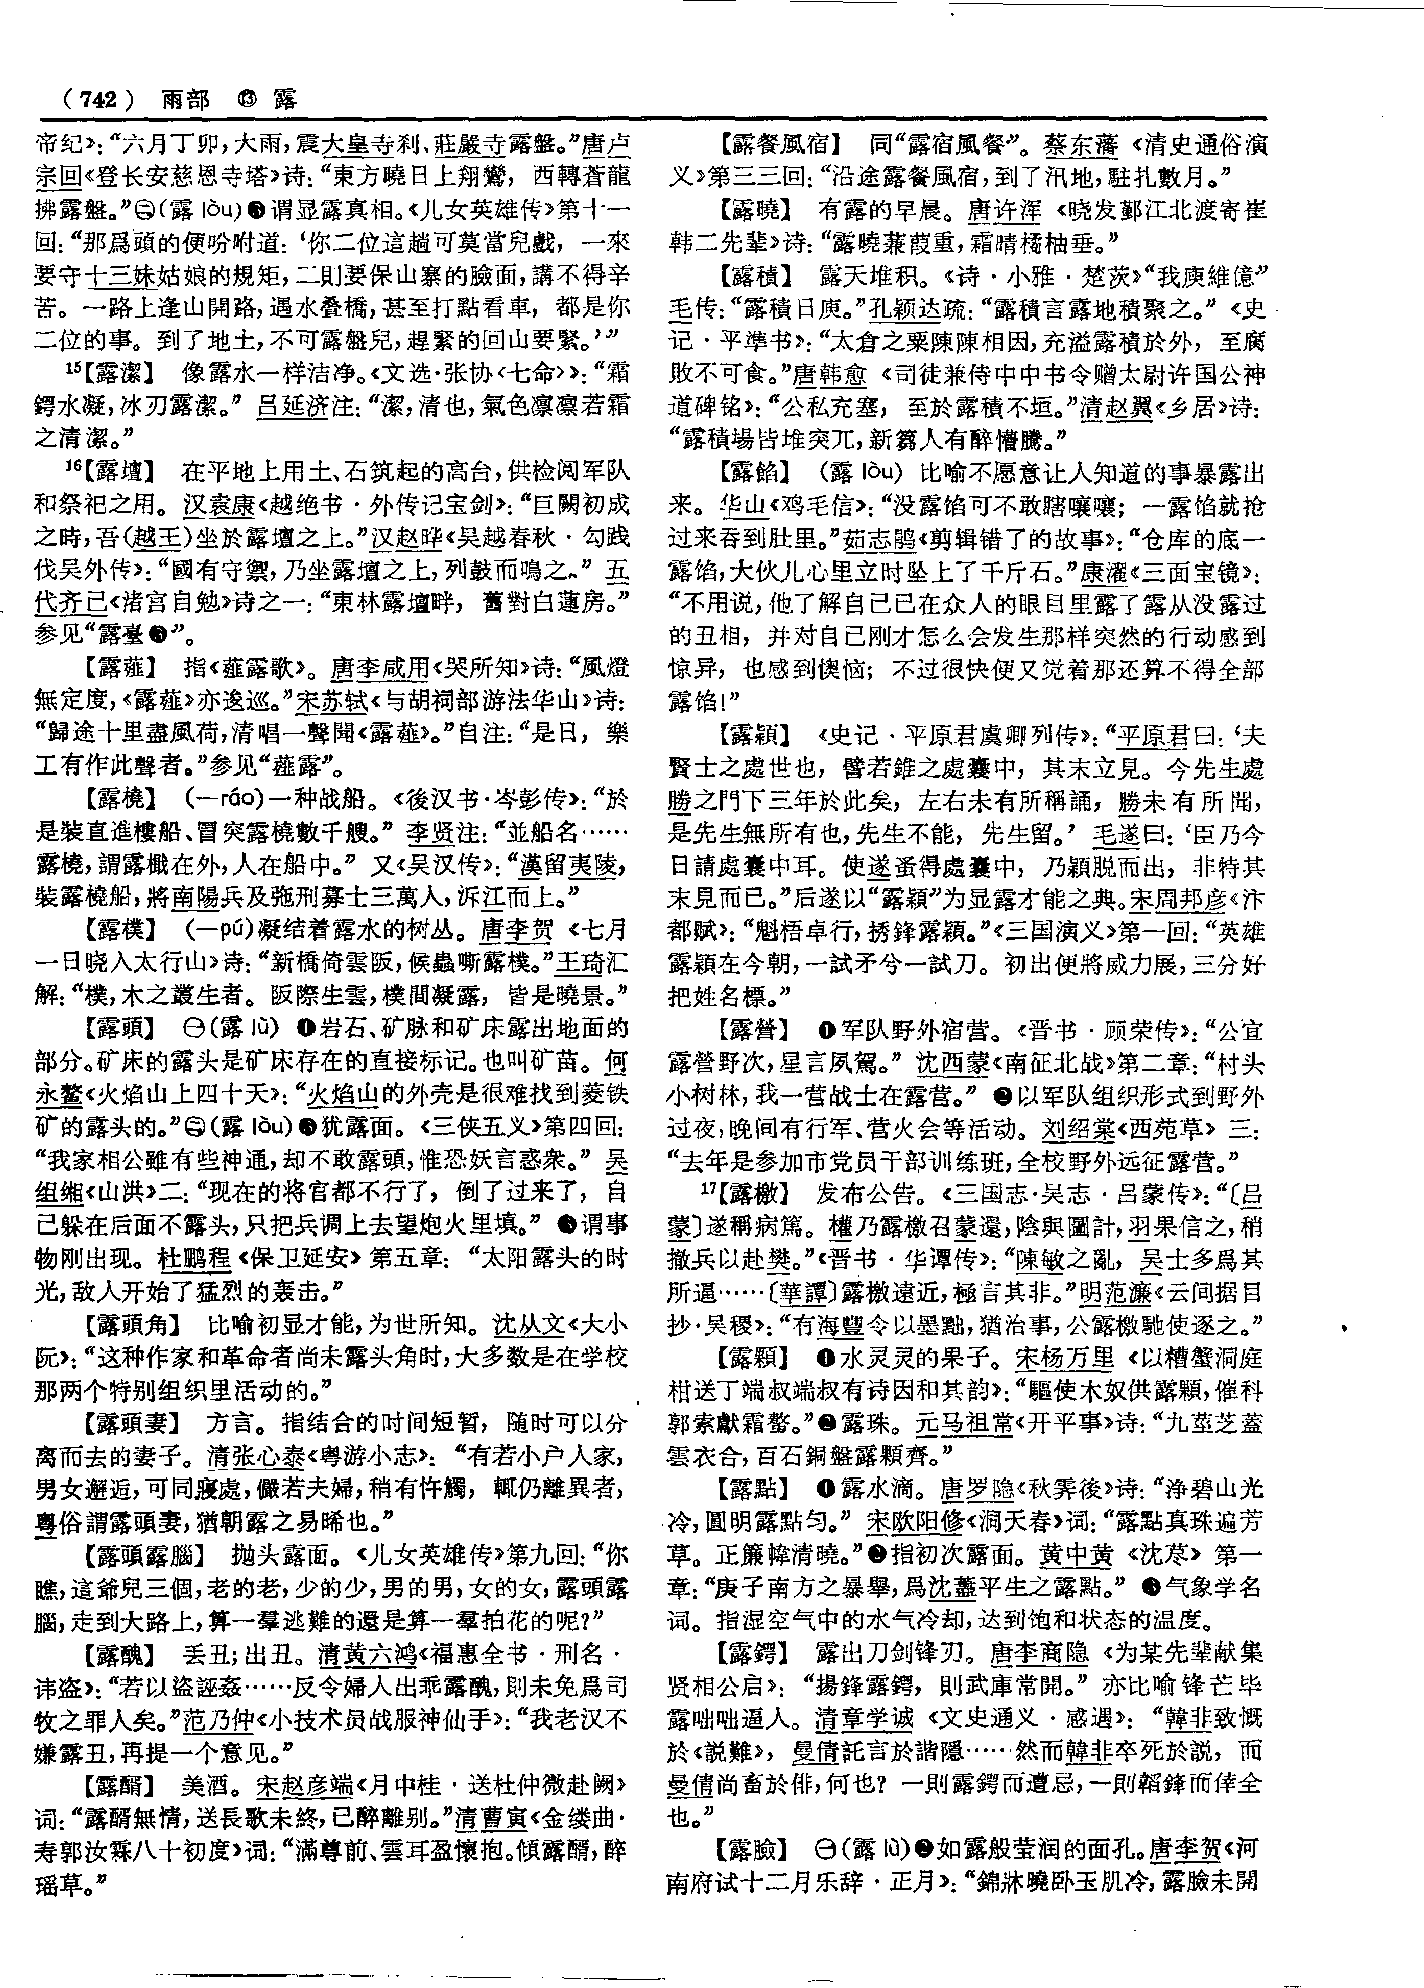 （742） 雨部 ⑬ 露
帝纪》：“六月丁卯，大雨，震大皇寺刹、莊嚴寺露盤。”唐卢
宗回《登长安慈恩寺塔》诗：“東方曉日上翔鸞，西轉蒼龍
拂露盤。”㊁（露 lòu）❸谓显露真相。《儿女英雄传》第十一
回：“那爲頭的便吩咐道：‘你二位這趟可莫當兒戲，一來
要守十三妹姑娘的規矩，二則要保山寨的臉面，講不得辛
苦。一路上逢山開路，遇水叠橋，甚至打點看車，都是你
二位的事。到了地土，不可露盤兒，趕緊的回山要緊。’”
15【露潔】 像露水一样洁净。《文选·张协〈七命〉》：“霜
鍔水凝，冰刃露潔。”吕延济注：“潔，清也，氣色凛凛若霜
之清潔。”
16【露壇】 在平地上用土、石筑起的高台，供检阅军队
和祭祀之用。汉袁康《越绝书·外传记宝剑》：“巨闕初成
之時，吾（越王）坐於露壇之上。”汉赵晔《吴越春秋·勾践
伐吴外传》：“國有守禦，乃坐露壇之上，列鼓而鳴之。”五
代齐己《渚宫自勉》诗之一：“東林露壇畔，舊對白蓮房。”
参见“露臺❸”。
【露薤】 指《薤露歌》。唐李咸用《哭所知》诗：“風燈
無定度，《露薤》亦逡巡。”宋苏轼《与胡祠部游法华山》诗：
“歸途十里盡風荷，清唱一聲聞《露薤》。”自注：“是日，樂
工有作此聲者。”参见“薤露”。
【露橈】 （—ráo）一种战船。《後汉书·岑彭传》：“於
是裝直進樓船、冒突露橈數千艘。”李贤注：“並船名……
露橈，謂露檝在外，人在船中。”又《吴汉传》：“漢留夷陵，
裝露橈船，將南陽兵及弛刑募士三萬人，泝江而上。”
【露樸】 （—pú）凝结着露水的树丛。唐李贺《七月
一日晓入太行山》诗：“新橋倚雲阪，候蟲嘶露樸。”王琦汇
解：“樸，木之叢生者。阪際生雲，樸間凝露，皆是曉景。”
【露頭】 ㊀（露 lù）❶岩石、矿脉和矿床露出地面的
部分。矿床的露头是矿床存在的直接标记。也叫矿苗。何
永鳌《火焰山上四十天》：“火焰山的外壳是很难找到菱铁
矿的露头的。”㊁（露 lòu）❸犹露面。《三侠五义》第四回：
“我家相公雖有些神通，却不敢露頭，惟恐妖言惑衆。”吴
组缃《山洪》二：“现在的将官都不行了，倒了过来了，自
己躲在后面不露头，只把兵调上去望炮火里填。”❸谓事
物刚出现。杜鹏程《保卫延安》第五章：“太阳露头的时
光，敌人开始了猛烈的轰击。”
【露頭角】 比喻初显才能，为世所知。沈从文《大小
阮》：“这种作家和革命者尚未露头角时，大多数是在学校
那两个特别组织里活动的。”
【露頭妻】 方言。指结合的时间短暂，随时可以分
离而去的妻子。清张心泰《粤游小志》：“有若小户人家，
男女邂逅，可同寢處，儼若夫婦，稍有忤觸，輒仍離異者，
粤俗謂露頭妻，猶朝露之易晞也。”
【露頭露腦】 抛头露面。《儿女英雄传》第九回：“你
瞧，這爺兒三個，老的老，少的少，男的男，女的女，露頭露
腦，走到大路上，算一羣逃難的還是算一羣拍花的呢？”
【露醜】 丢丑；出丑。清黄六鸿《福惠全书·刑名·
讳盗》：“若以盜誣姦……反令婦人出乖露醜，則未免爲司
牧之罪人矣。”范乃仲《小技术员战服神仙手》：“我老汉不
嫌露丑，再提一个意见。”
【露醑】 美酒。宋赵彦端《月中桂·送杜仲微赴阙》
词：“露醑無情，送長歌未終，已醉離别。”清曹寅《金缕曲·
寿郭汝霖八十初度》词：“滿尊前、雲耳盈懷抱。傾露醑，醉
瑶草。”
【露餐風宿】 同“露宿風餐”。蔡东藩《清史通俗演
义》第三三回：“沿途露餐風宿，到了汛地，駐扎數月。”
【露曉】 有露的早晨。唐许浑《晓发鄞江北渡寄崔
韩二先辈》诗：“露曉蒹葭重，霜晴橘柚垂。”
【露積】 露天堆积。《诗·小雅·楚茨》“我庾維億”
毛传：“露積曰庾。”孔颖达疏：“露積言露地積聚之。”《史
记·平準书》：“太倉之粟陳陳相因，充溢露積於外，至腐
敗不可食。”唐韩愈《司徒兼侍中中书令赠太尉许国公神
道碑铭》：“公私充塞，至於露積不垣。”清赵翼《乡居》诗：
“露積場皆堆突兀，新篘人有醉懵騰。”
【露餡】 （露 lòu）比喻不愿意让人知道的事暴露出
来。华山《鸡毛信》：“没露馅可不敢瞎嚷嚷；一露馅就抢
过来吞到肚里。”茹志鹃《剪辑错了的故事》：“仓库的底一
露馅，大伙儿心里立时坠上了千斤石。”康濯《三面宝镜》：
“不用说，他了解自己已在众人的眼目里露了露从没露过
的丑相，并对自己刚才怎么会发生那样突然的行动感到
惊异，也感到懊恼；不过很快便又觉着那还算不得全部
露馅！”
【露穎】 《史记·平原君虞卿列传》：“平原君曰：‘夫
賢士之處世也，譬若錐之處囊中，其末立見。今先生處
勝之門下三年於此矣，左右未有所稱誦，勝未有所聞，
是先生無所有也，先生不能，先生留。’毛遂曰：‘臣乃今
日請處囊中耳。使遂蚤得處囊中，乃穎脱而出，非特其
末見而已。”后遂以“露穎”为显露才能之典。宋周邦彦《汴
都赋》：“魁梧卓行，捞鋒露穎。”《三国演义》第一回：“英雄
露穎在今朝，一試矛兮一試刀。初出便將威力展，三分好
把姓名標。”
【露營】 ❶军队野外宿营。《晋书·顾荣传》：“公宜
露營野次，星言夙駕。”沈西蒙《南征北战》第二章：“村头
小树林，我一营战士在露营。”❷以军队组织形式到野外
过夜，晚间有行军、营火会等活动。刘绍棠《西苑草》三：
“去年是参加市党员干部训练班，全校野外远征露营。”
17【露檄】 发布公告。《三国志·吴志·吕蒙传》：“〔吕
蒙〕遂稱病篤。權乃露檄召蒙還，陰與圖計，羽果信之，稍
撤兵以赴樊。”《晋书·华谭传》：“陳敏之亂，吴士多爲其
所逼……〔華譚〕露檄遠近，極言其非。”明范濂《云间据目
抄·吴稷》：“有海豐令以墨黜，猶治事，公露檄馳使逐之。”
【露顆】 ❶水灵灵的果子。宋杨万里《以糟蟹洞庭
柑送丁端叔端叔有诗因和其韵》：“驅使木奴供露顆，催科
郭索獻霜螯。”❷露珠。元马祖常《开平事》诗：“九莖芝蓋
雲衣合，百石銅盤露顆齊。”
【露點】 ❶露水滴。唐罗隐《秋霁後》诗：“浄碧山光
冷，圓明露點匀。”宋欧阳修《洞天春》词：“露點真珠遍芳
草。正簾幃清曉。”❷指初次露面。黄中黄《沈荩》第一
章：“庚子南方之暴舉，爲沈藎平生之露點。”❸气象学名
词。指湿空气中的水气冷却，达到饱和状态的温度。
【露鍔】 露出刀剑锋刃。唐李商隐《为某先辈献集
贤相公启》：“揚鋒露鍔，則武庫常開。”亦比喻锋芒毕
露咄咄逼人。清章学诚《文史通义·感遇》：“韓非致慨
於《説難》，曼倩託言於諧隱……然而韓非卒死於説，而
曼倩尚畜於俳，何也？一則露鍔而遭忌，一則韜鋒而倖全
也。”
【露臉】 ㊀（露 lù）❷如露般莹润的面孔。唐李贺《河
南府试十二月乐辞·正月》：“錦牀曉卧玉肌冷，露臉未開